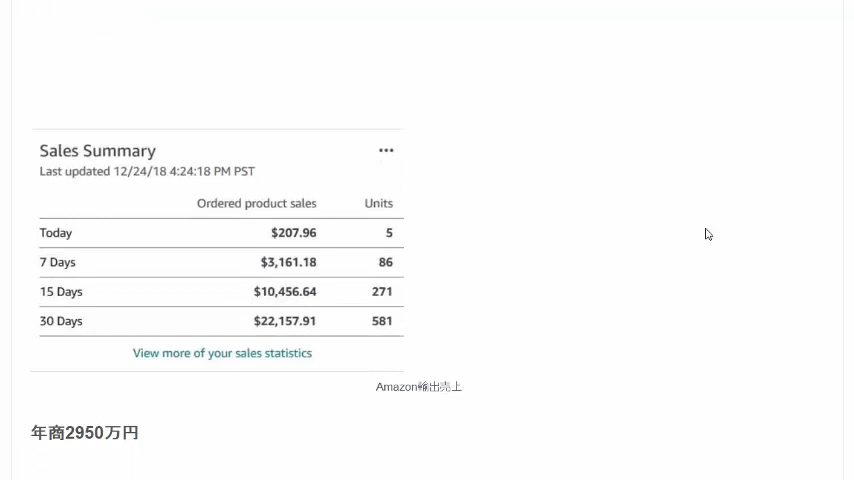 Sales Summary
Last updated 12/24/18 4:24:18 PM PST
Ordered product sales Units
Today $207.96 5
7 Days $3,161.18 86
15 Days $10,456.64 271
30 Days $22,157.91 581
View more of your sales statistics
Amazon輸出売上
年商2950万円